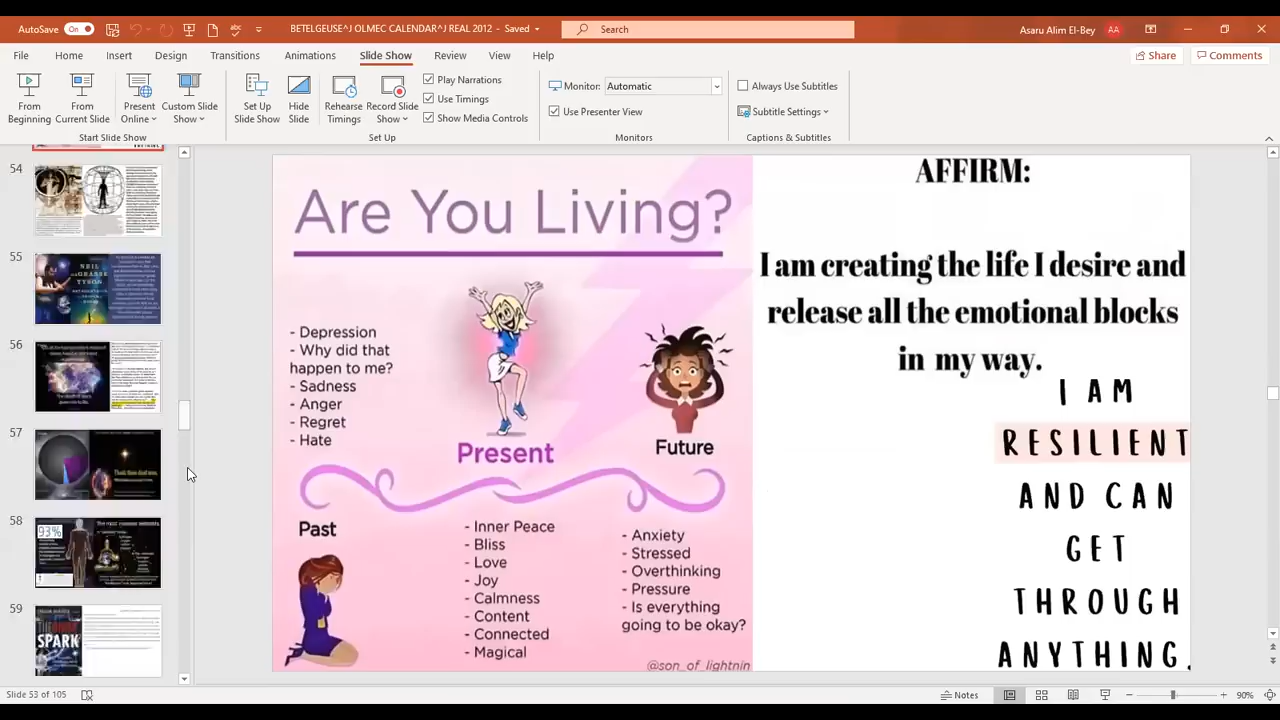 AutoSave
On
BETELGEUSE^J OLMEC CALENDAR^J REAL 2012 - Saved
Search
Asaru Alim El-Bey
AA
File
Home
Insert
Design
Transitions
Animations
Slide Show
Review
View
Help
Share
Comments
From Beginning
From Current Slide
Present Online
Custom Slide Show
Start Slide Show
Set Up Slide Show
Hide Slide
Rehearse Timings
Record Slide Show
Play Narrations
Use Timings
Show Media Controls
Set Up
Monitor:
Automatic
Use Presenter View
Monitors
Always Use Subtitles
Subtitle Settings
Captions & Subtitles
54
55
NEIL
TYSON
56
57
58
93%
59
SPARK
Are You Living?
- Depression
- Why did that
happen to me?
- Sadness
- Anger
- Regret
- Hate
Present
Future
Past
- Inner Peace
- Bliss
- Love
- Joy
- Calmness
- Content
- Connected
- Magical
- Anxiety
- Stressed
- Overthinking
- Pressure
- Is everything
going to be okay?
@son_of_lightnin
AFFIRM:
I am creating the life I desire and
release all the emotional blocks
in my way.
I AM
RESILIENT
AND CAN
GET
THROUGH
ANYTHING.
Slide 53 of 105
Notes
90%